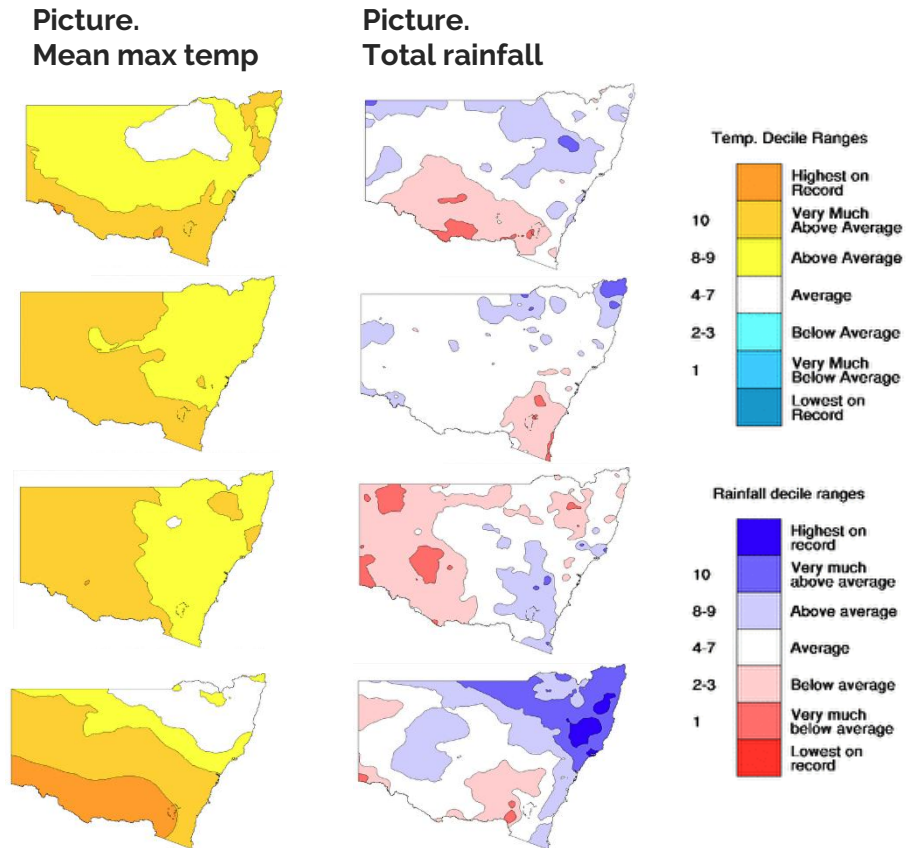 Picture.
Mean max temp
Picture.
Total rainfall
Temp. Decile Ranges
Highest on
Record
10
Very Much
Above Average
8-9
Above Average
4-7
Average
2-3
Below Average
1
Very Much
Below Average
Lowest on
Record
Rainfall decile ranges
Highest on
record
10
Very much
above average
8-9
Above average
4-7
Average
2-3
Below average
1
Very much
below average
Lowest on
record